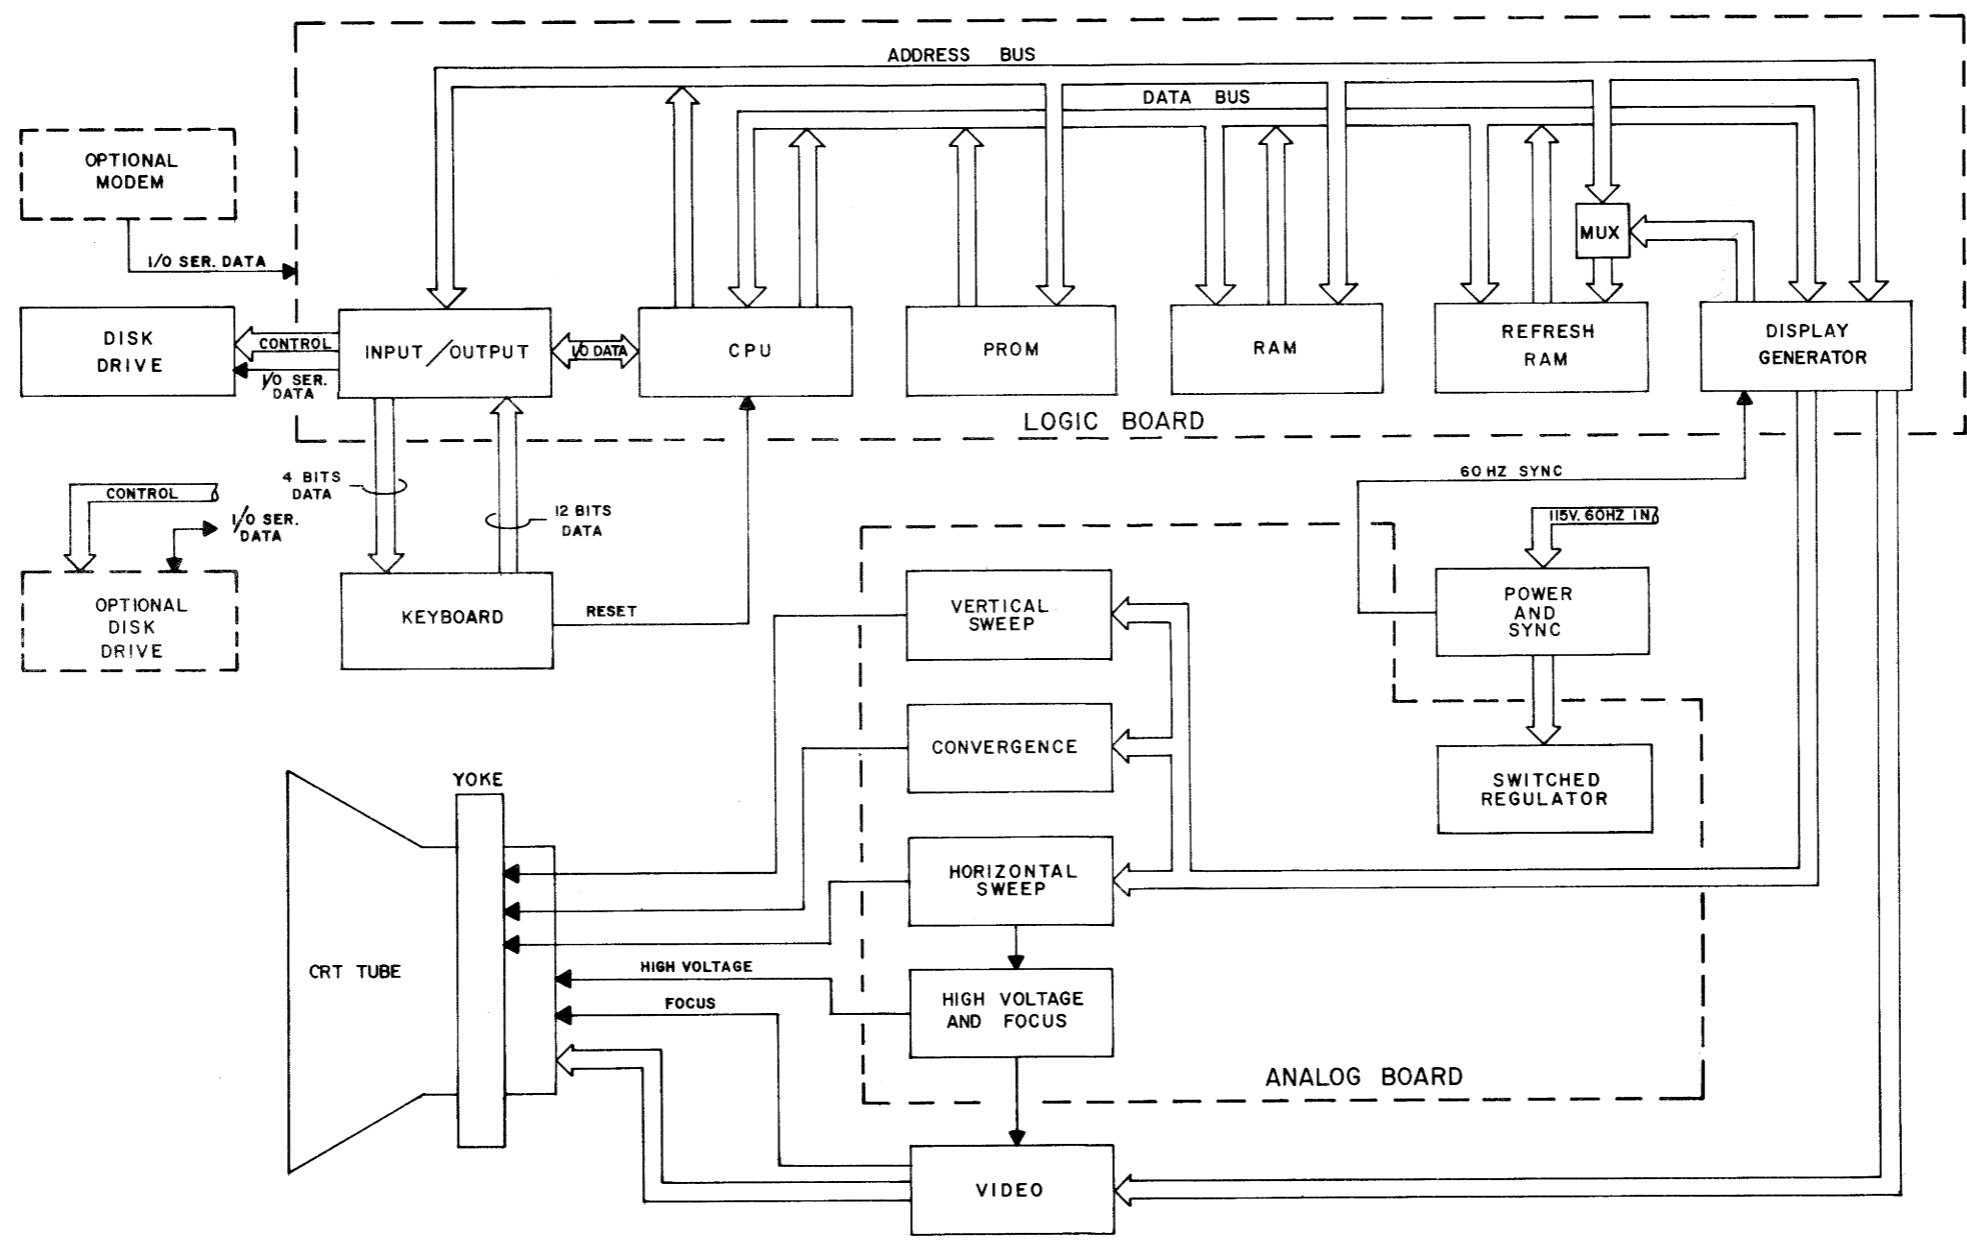 ADDRESS BUS
DATA BUS
OPTIONAL
MODEM
I/O SER. DATA
MUX
DISK
DRIVE
CONTROL
I/O SER.
DATA
INPUT/OUTPUT
I/O DATA
CPU
PROM
RAM
REFRESH
RAM
DISPLAY
GENERATOR
LOGIC BOARD
4 BITS
DATA
12 BITS
DATA
60 HZ SYNC
CONTROL
I/O SER.
DATA
115V. 60HZ IN
OPTIONAL
DISK
DRIVE
KEYBOARD
RESET
VERTICAL
SWEEP
POWER
AND
SYNC
CONVERGENCE
SWITCHED
REGULATOR
YOKE
HORIZONTAL
SWEEP
CRT TUBE
HIGH VOLTAGE
FOCUS
HIGH VOLTAGE
AND FOCUS
ANALOG BOARD
VIDEO